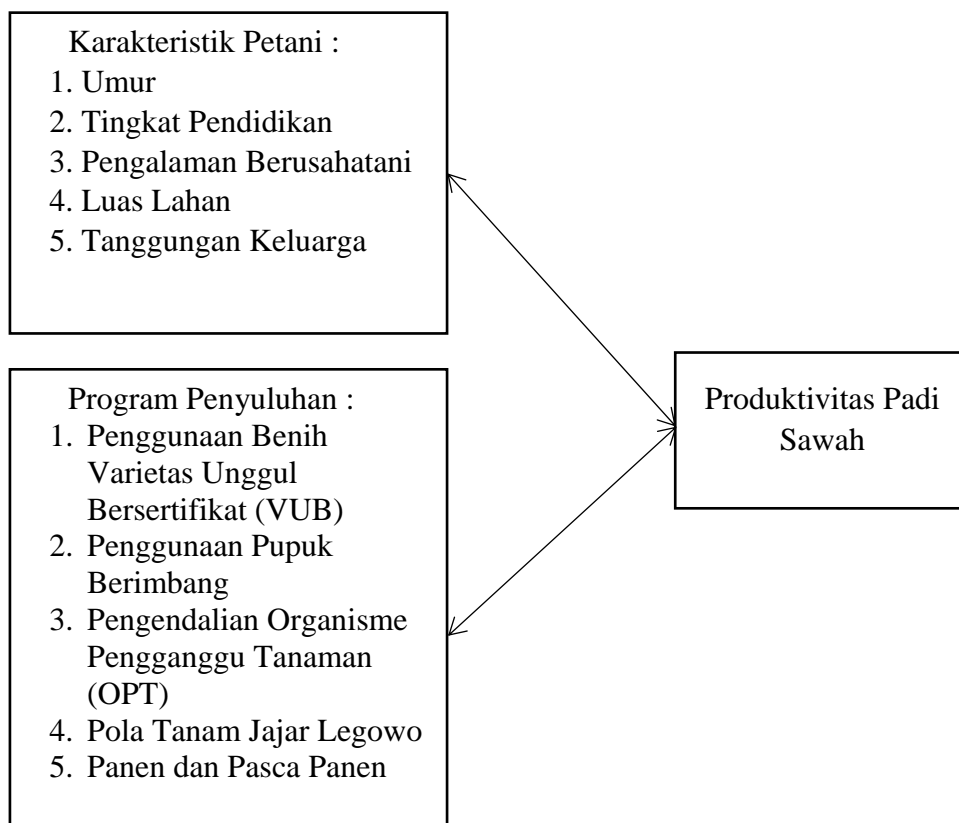 Karakteristik Petani :
1. Umur
2. Tingkat Pendidikan
3. Pengalaman Berusahatani
4. Luas Lahan
5. Tanggungan Keluarga
Program Penyuluhan :
1. Penggunaan Benih
Varietas Unggul
Bersertifikat (VUB)
2. Penggunaan Pupuk
Berimbang
3. Pengendalian Organisme
Pengganggu Tanaman
(OPT)
4. Pola Tanam Jajar Legowo
5. Panen dan Pasca Panen
Produktivitas Padi
Sawah